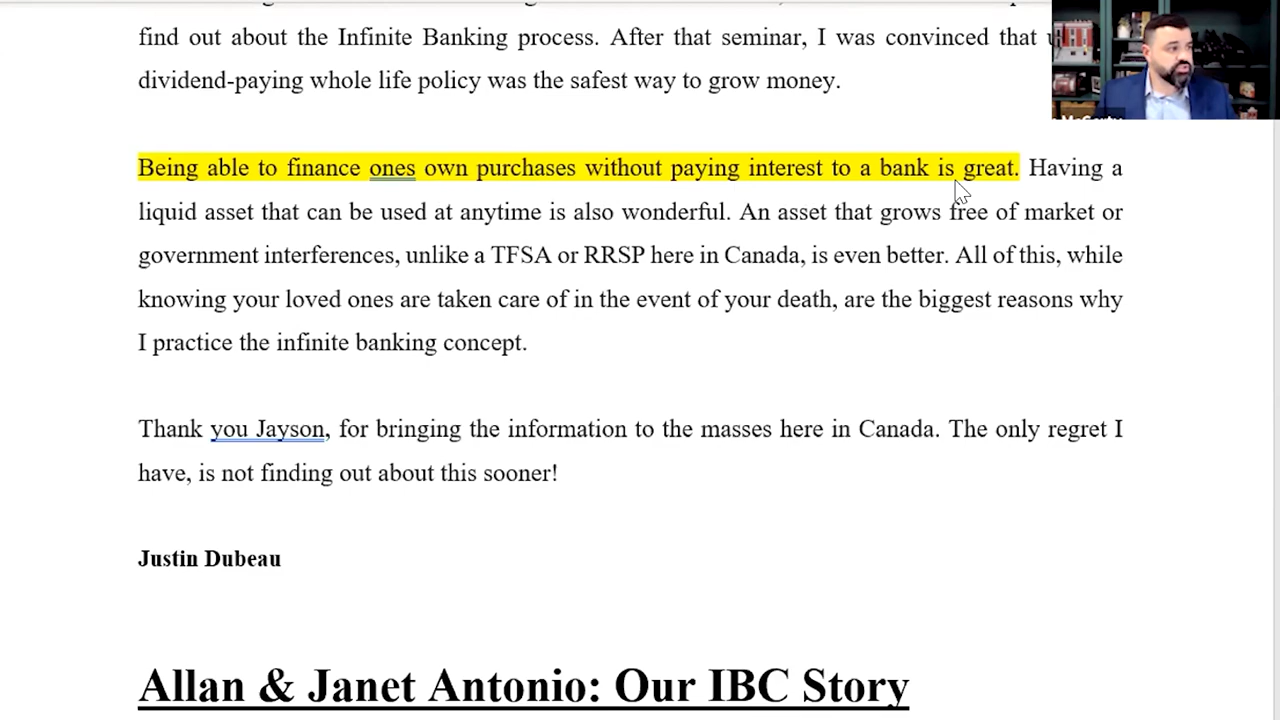 find out about the Infinite Banking process. After that seminar, I was convinced that
dividend-paying whole life policy was the safest way to grow money.
Being able to finance ones own purchases without paying interest to a bank is great. Having a
liquid asset that can be used at anytime is also wonderful. An asset that grows free of market or
government interferences, unlike a TFSA or RRSP here in Canada, is even better. All of this, while
knowing your loved ones are taken care of in the event of your death, are the biggest reasons why
I practice the infinite banking concept.
Thank you Jayson, for bringing the information to the masses here in Canada. The only regret I
have, is not finding out about this sooner!
Justin Dubeau
Allan & Janet Antonio: Our IBC Story